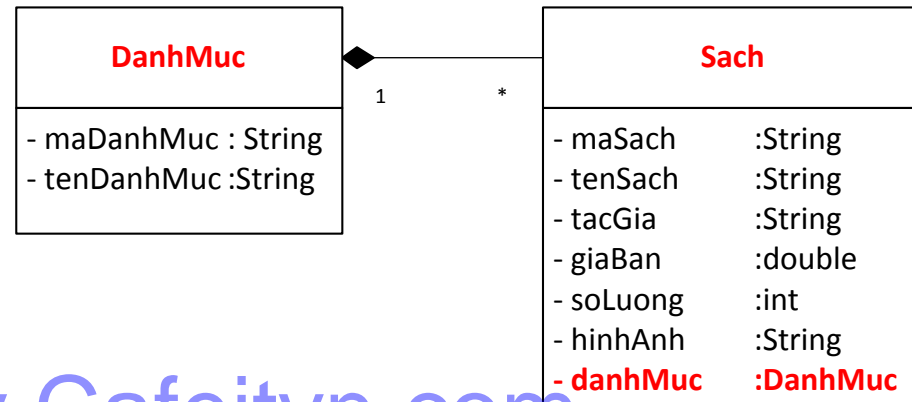 DanhMuc
- maDanhMuc : String
- tenDanhMuc :String
1
*
Sach
- maSach :String
- tenSach :String
- tacGia :String
- giaBan :double
- soLuong :int
- hinhAnh :String
- danhMuc :DanhMuc